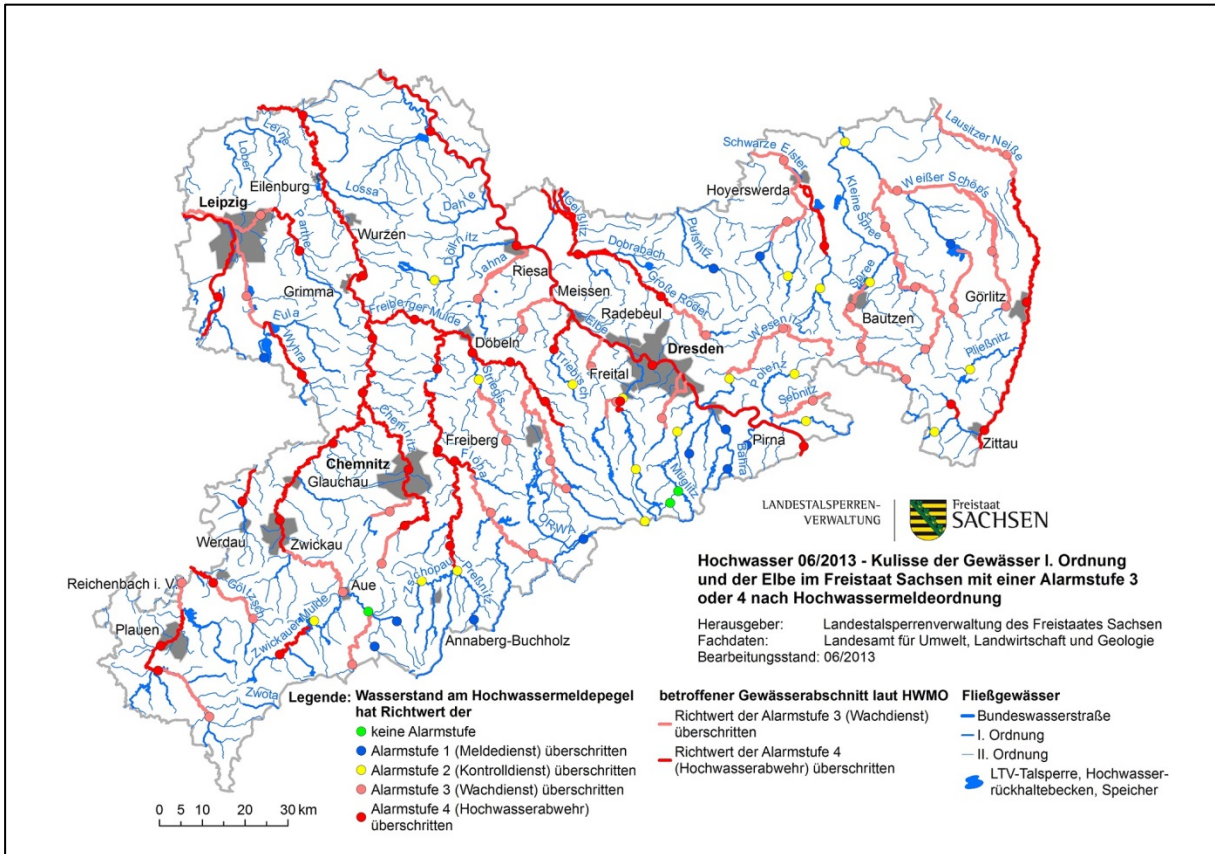 Lausitzer Neiße
Schwarze Elster
Leine
Lober
Eilenburg
Lossa
Weißer Schöps
Hoyerswerda
Kleine Spree
Leipzig
Dahle
Geißlitz
Parthe
Wurzen
Döllnitz
Jahna
Dobrabach
Pulsnitz
Riesa
Spree
Grimma
Große Röder
Görlitz
Meissen
Eula
Freiberger Mulde
Radebeul
Elbe
Wesenitz
Bautzen
Wyhra
Döbeln
Dresden
Pließnitz
Triebisch
Freital
Polenz
Striegis
Sebnitz
Chemnitz
Freiberg
Pirna
Zittau
Bahra
Chemnitz
Flöha
Müglitz
Glauchau
ORWA
Werdau
Zwickau
Zschopau
Preßnitz
Reichenbach i. V.
Göltzsch
Aue
Plauen
Zwickauer Mulde
Annaberg-Buchholz
Zwota
LANDESTALSPERREN-
VERWALTUNG
Freistaat
SACHSEN
Hochwasser 06/2013 - Kulisse der Gewässer I. Ordnung
und der Elbe im Freistaat Sachsen mit einer Alarmstufe 3
oder 4 nach Hochwassermeldeordnung
Herausgeber: Landestalsperrenverwaltung des Freistaates Sachsen
Fachdaten: Landesamt für Umwelt, Landwirtschaft und Geologie
Bearbeitungsstand: 06/2013
Legende: Wasserstand am Hochwassermeldepegel
hat Richtwert der
keine Alarmstufe
Alarmstufe 1 (Meldedienst) überschritten
Alarmstufe 2 (Kontrolldienst) überschritten
Alarmstufe 3 (Wachdienst) überschritten
Alarmstufe 4 (Hochwasserabwehr)
überschritten
betroffener Gewässerabschnitt laut HWMO
Richtwert der Alarmstufe 3 (Wachdienst)
überschritten
Richtwert der Alarmstufe 4
(Hochwasserabwehr) überschritten
Fließgewässer
Bundeswasserstraße
I. Ordnung
II. Ordnung
LTV-Talsperre, Hochwasser-
rückhaltebecken, Speicher
0 5 10 20 30 km